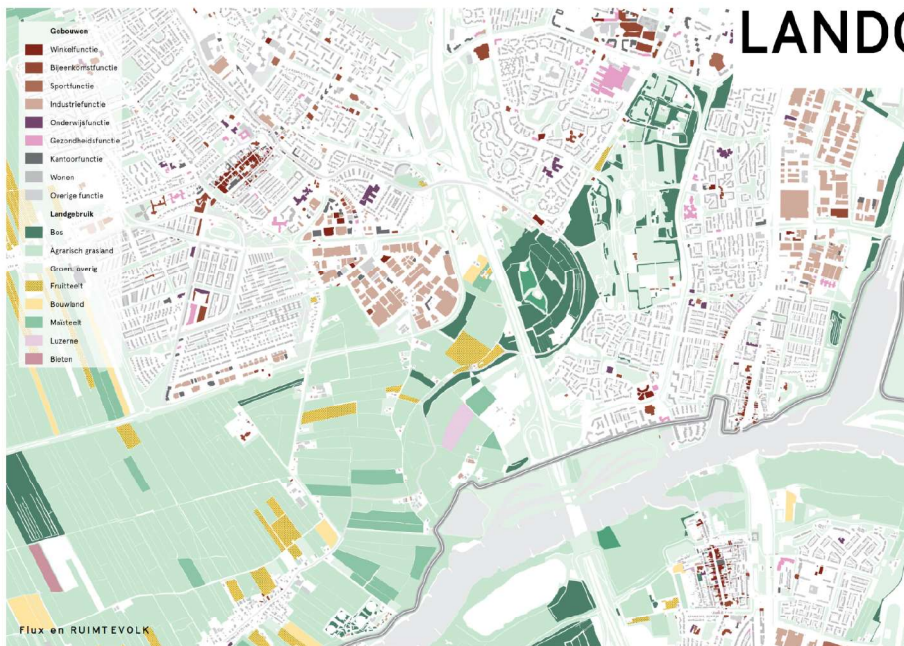 LANDG
Gebouwen
Winkelfunctie
Bijeenkomstfunctie
Sportfunctie
Industriefunctie
Onderwijsfunctie
Gezondheidsfunctie
Kantoorfunctie
Wonen
Overige functie
Landgebruik
Bos
Agrarisch grasland
Groen, overig
Fruitteelt
Bouwland
Maïsteelt
Luzerne
Bieten
Flux en RUIMTEVOLK